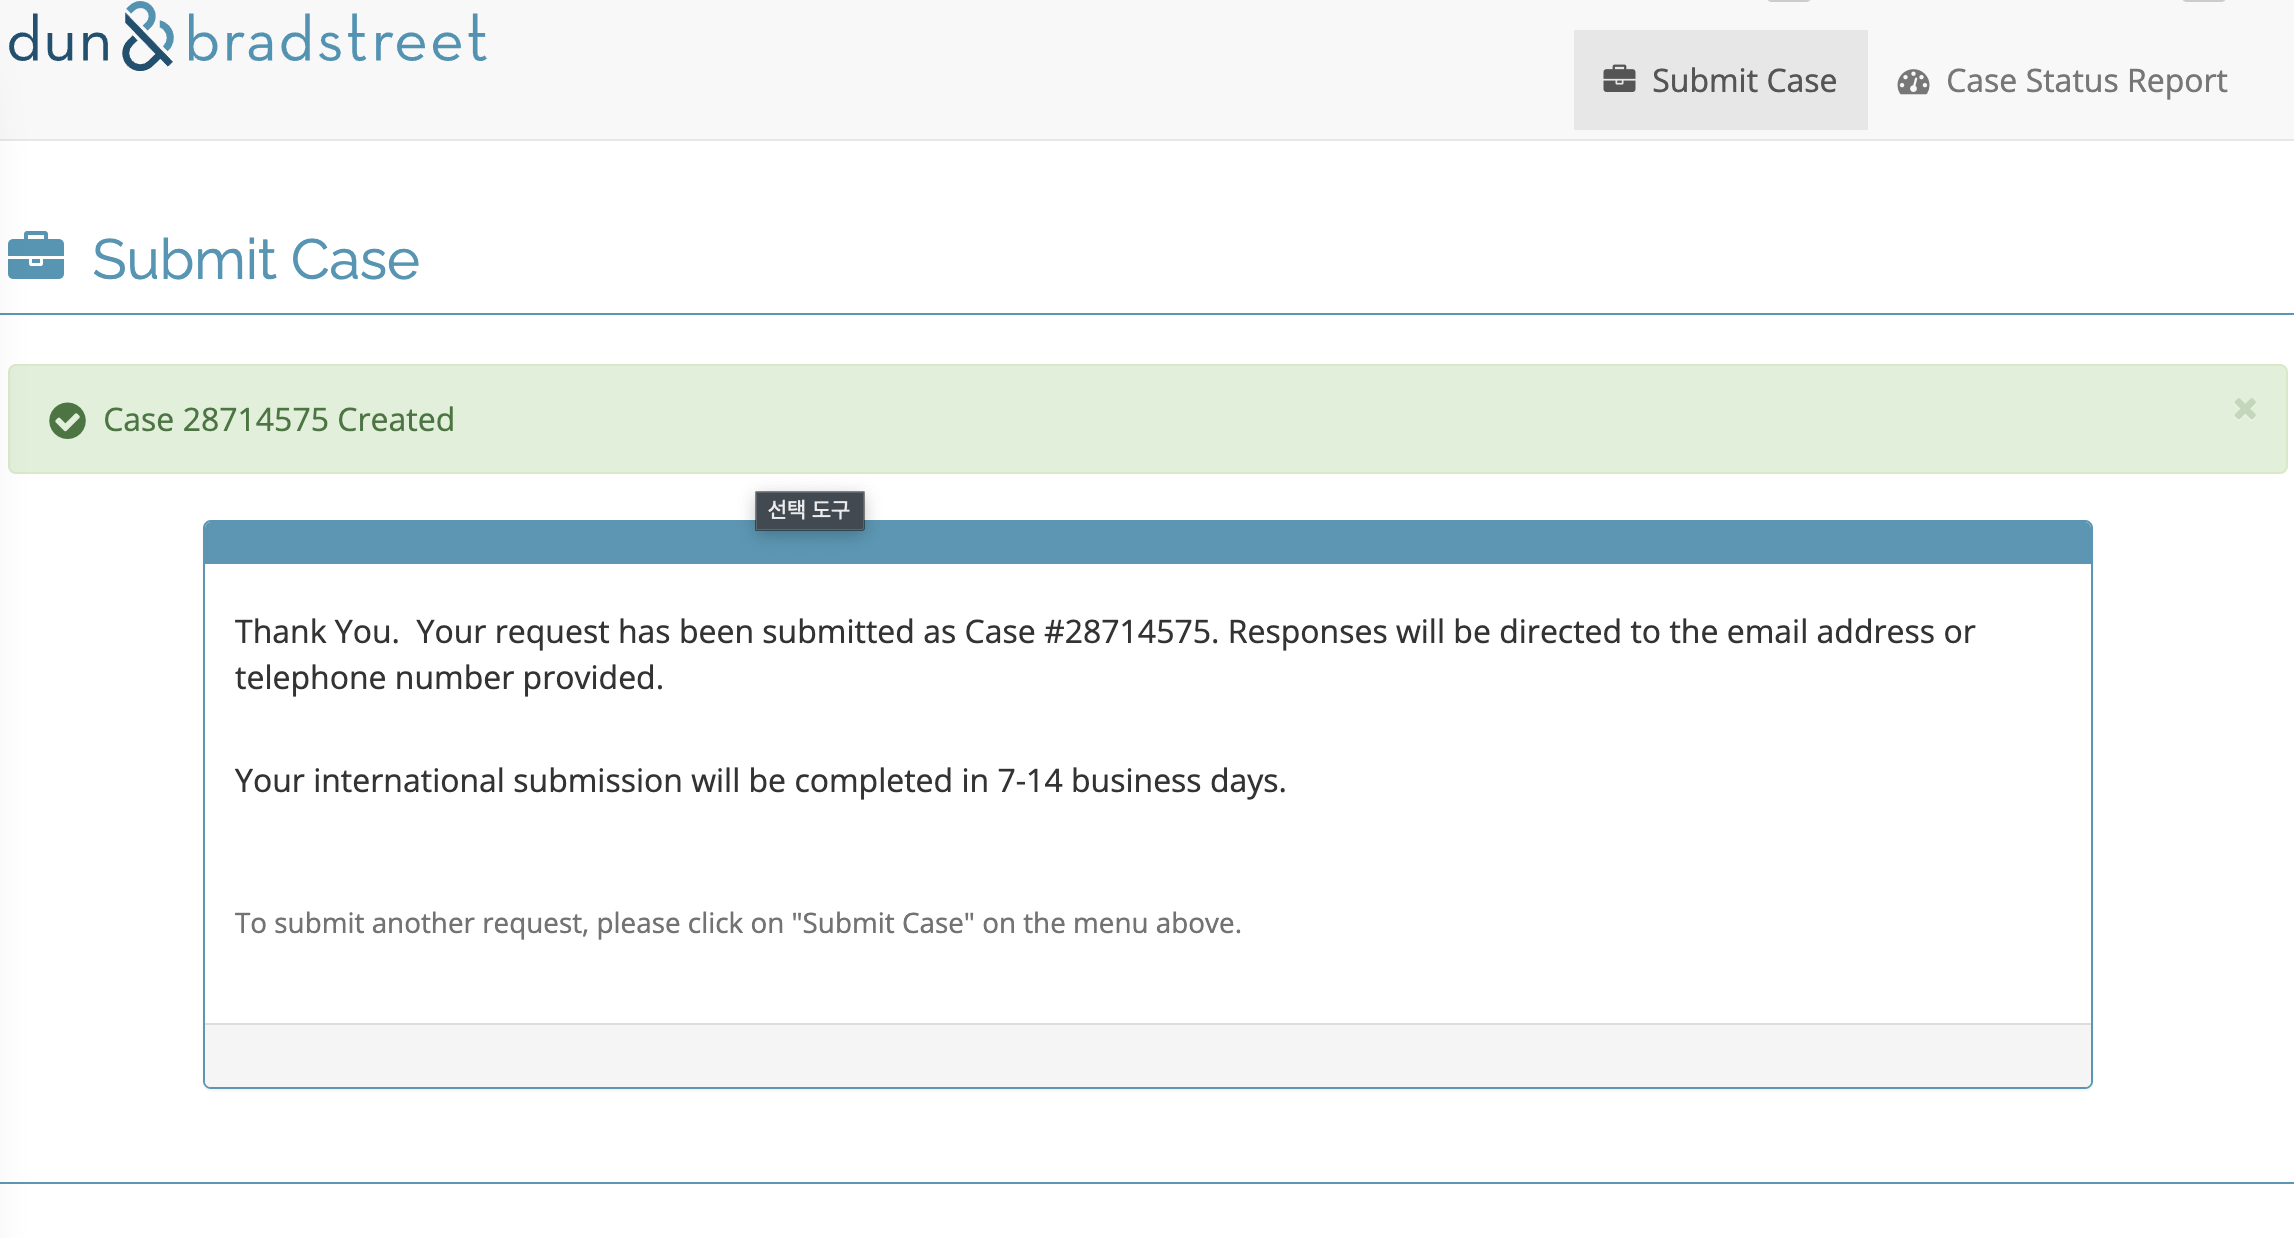 dun & bradstreet
Submit Case
Case Status Report
Submit Case
Case 28714575 Created
선택 도구
Thank You.  Your request has been submitted as Case #28714575. Responses will be directed to the email address or
telephone number provided.
Your international submission will be completed in 7-14 business days.
To submit another request, please click on "Submit Case" on the menu above.